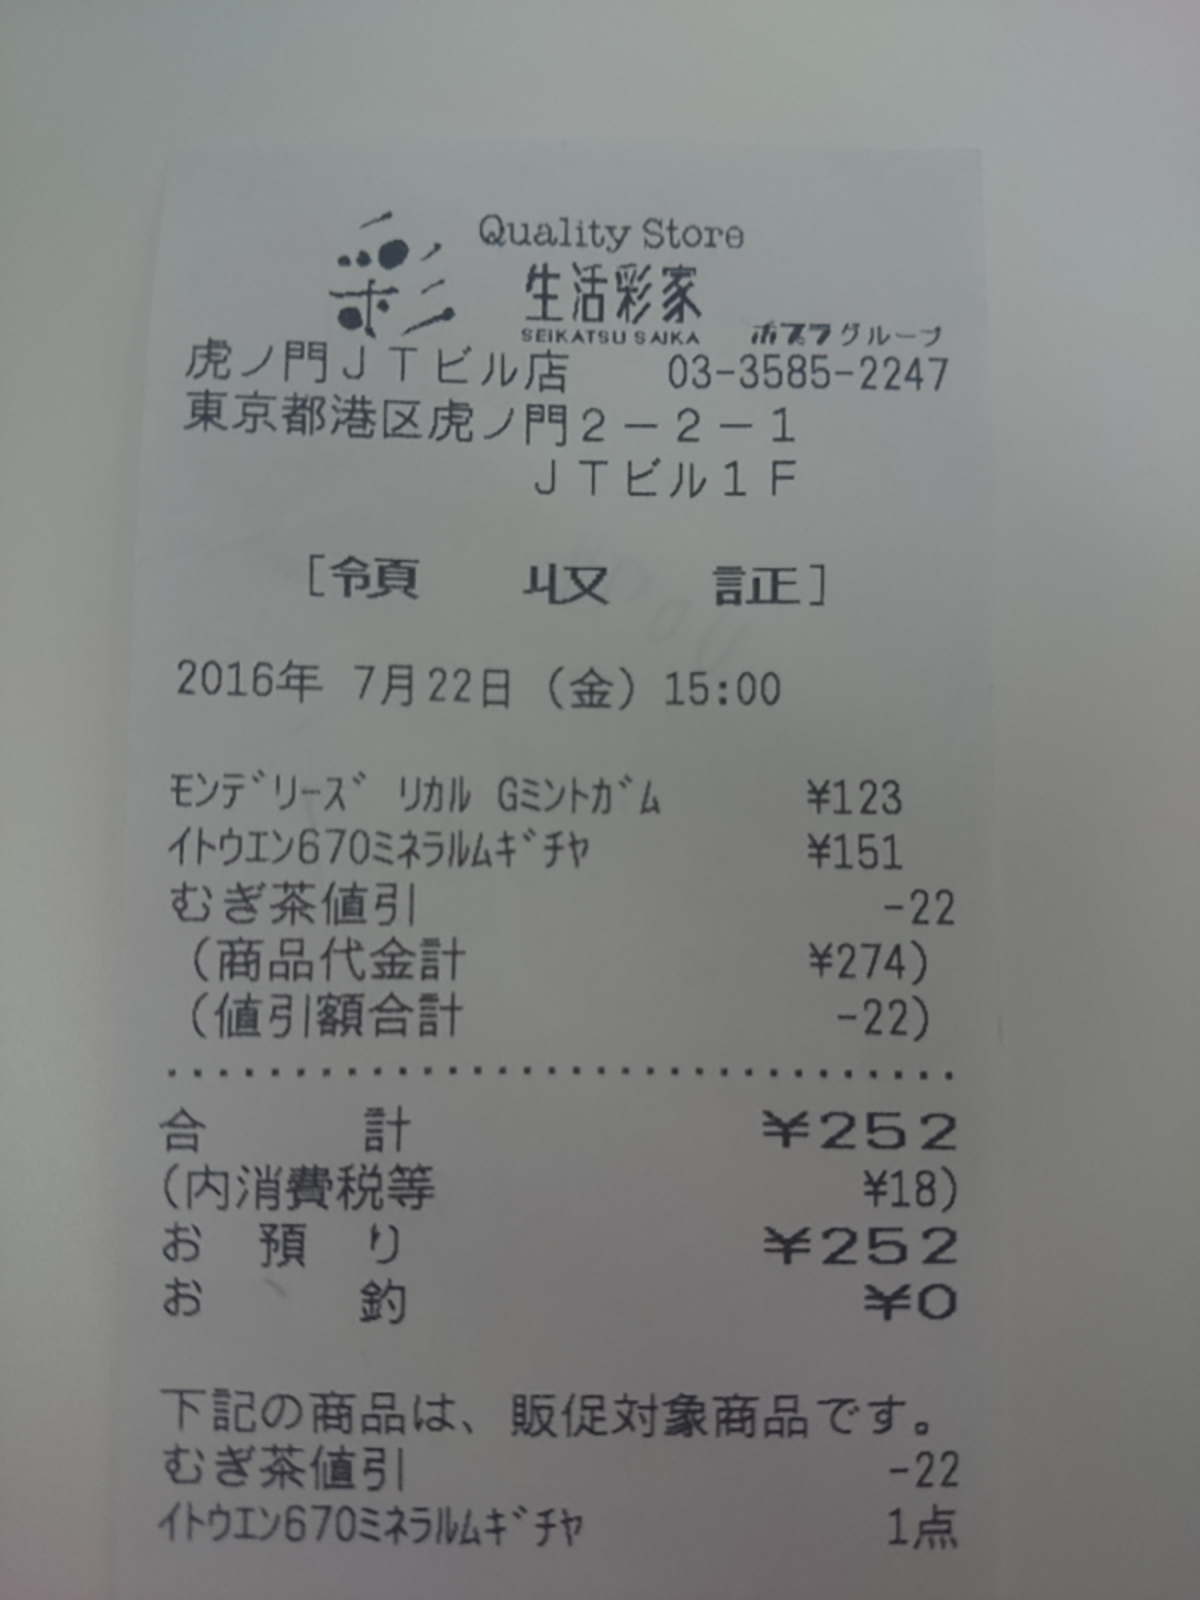 彩 Quality Store
生活彩家
SEIKATSU SAIKA ポプラグループ
虎ノ門JTビル店 03-3585-2247
東京都港区虎ノ門2-2-1
JTビル1F
[領 収 証]
2016年 7月22日(金) 15:00
モンデリーズ リカル Gミントガム ¥123
イトウエン670ミネラルムギチヤ ¥151
むぎ茶値引 -22
(商品代金計 ¥274)
(値引額合計 -22)
合 計 ¥252
(内消費税等 ¥18)
お 預 り ¥252
お 釣 ¥0
下記の商品は、販促対象商品です。
むぎ茶値引 -22
イトウエン670ミネラルムギチヤ 1点